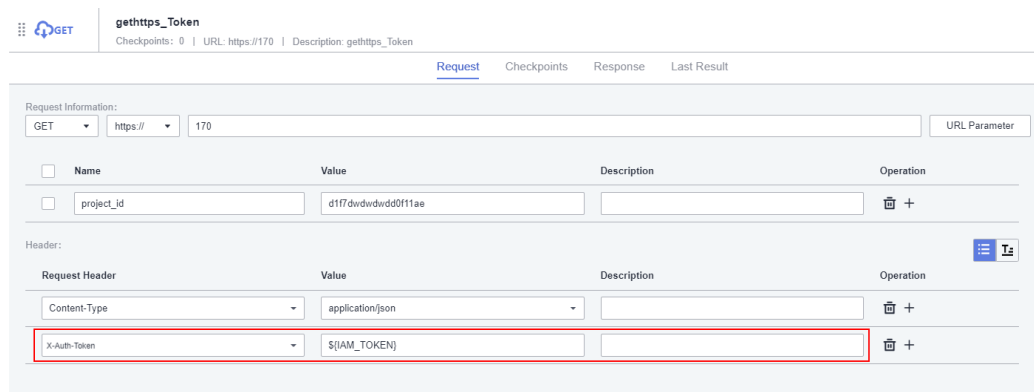 GET
gethttps_Token
Checkpoints: 0 | URL: https://170 | Description: gethttps_Token
Request Checkpoints Response Last Result
Request Information:
GET https:// 170 URL Parameter
Name Value Description Operation
project_id d1f7dwdwdwdd0f11ae
Header:
Request Header Value Description Operation
Content-Type application/json
X-Auth-Token ${IAM_TOKEN}